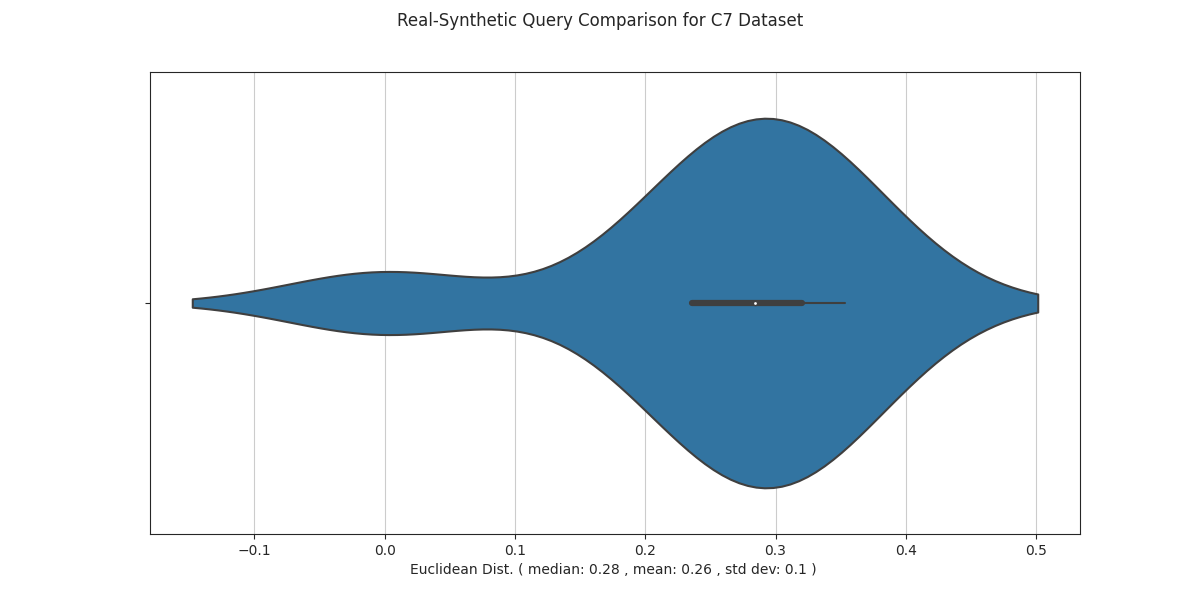 Real-Synthetic Query Comparison for C7 Dataset
−0.1 0.0 0.1 0.2 0.3 0.4 0.5
Euclidean Dist. ( median: 0.28 , mean: 0.26 , std dev: 0.1 )